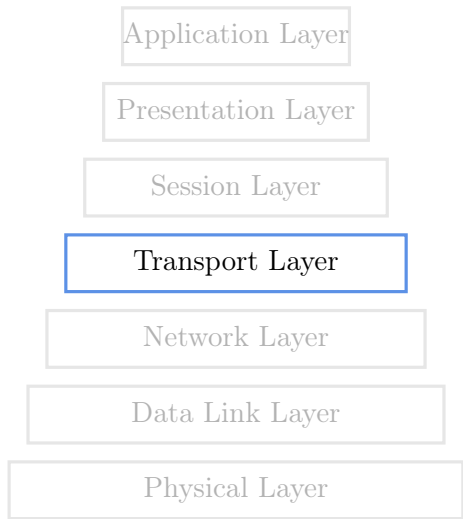 Application Layer
Presentation Layer
Session Layer
Transport Layer
Network Layer
Data Link Layer
Physical Layer